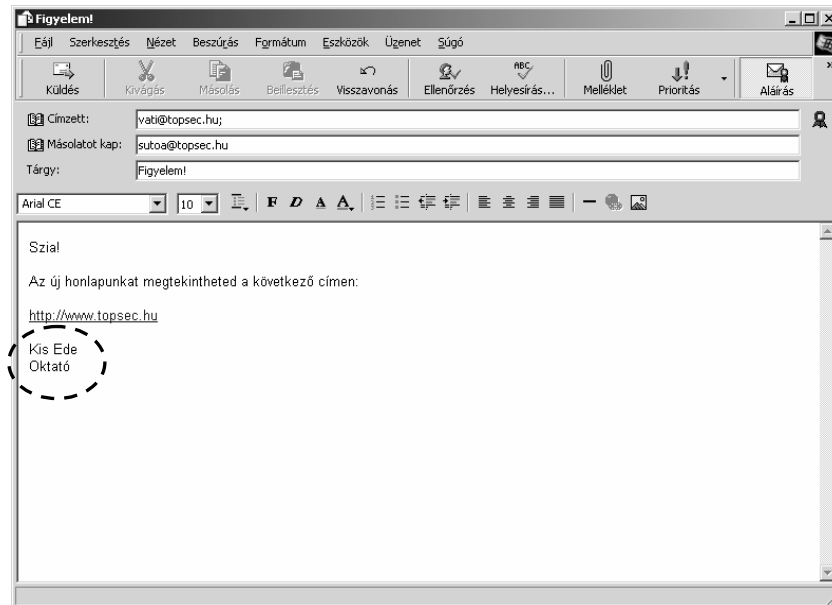 Figyelem!
Fájl Szerkesztés Nézet Beszúrás Formátum Eszközök Üzenet Súgó
Küldés Kivágás Másolás Beillesztés Visszavonás Ellenőrzés Helyesírás... Melléklet Prioritás Aláírás
Címzett: vati@topsec.hu;
Másolatot kap: sutoa@topsec.hu
Tárgy: Figyelem!
Arial CE 10 F D A A
Szia!
Az új honlapunkat megtekintheted a következő címen:
http://www.topsec.hu
Kis Ede
Oktató